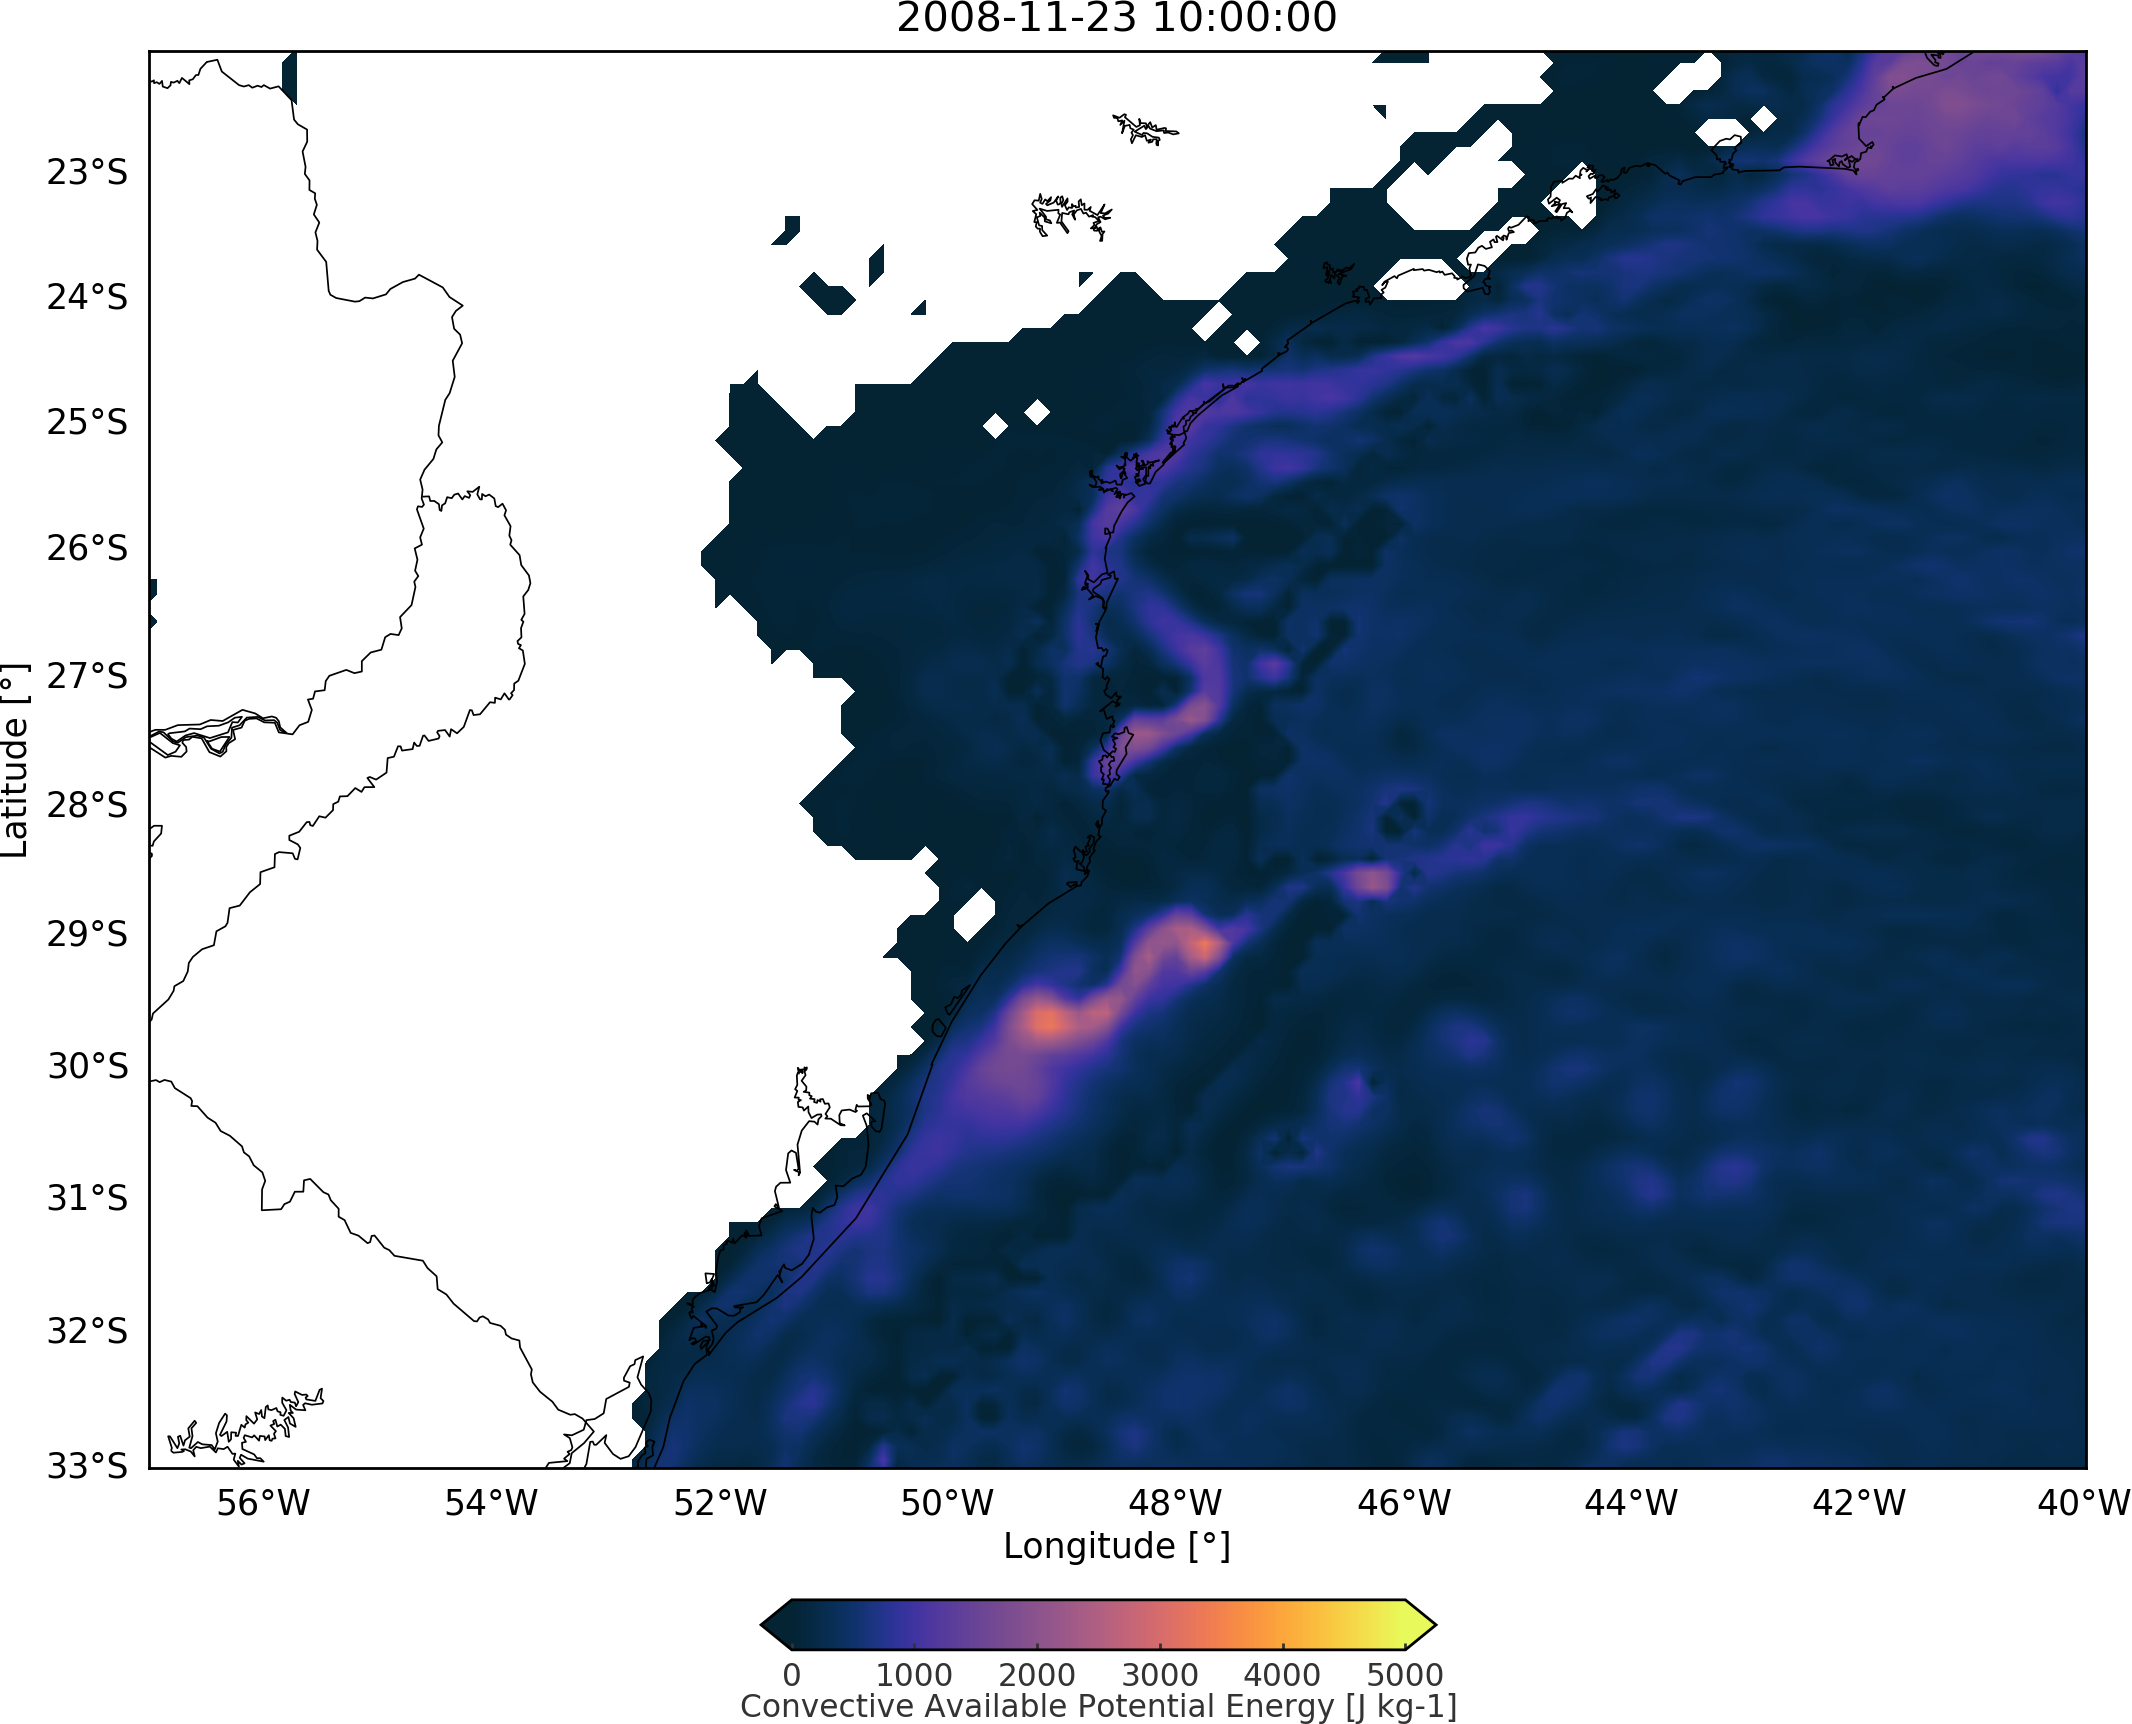 2008-11-23 10:00:00
23°S
24°S
25°S
26°S
27°S
28°S
29°S
30°S
31°S
32°S
33°S
Latitude [°]
56°W 54°W 52°W 50°W 48°W 46°W 44°W 42°W 40°W
Longitude [°]
0 1000 2000 3000 4000 5000
Convective Available Potential Energy [J kg-1]